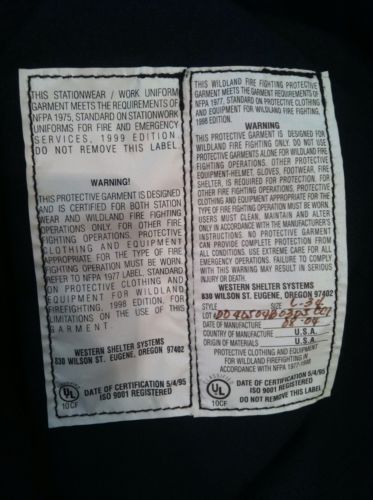 THIS STATIONWEAR / WORK UNIFORM
GARMENT MEETS THE REQUIREMENTS OF
NFPA 1975, STANDARD ON STATIONWORK
UNIFORMS FOR FIRE AND EMERGENCY
SERVICES, 1999 EDITION.
DO NOT REMOVE THIS LABEL.
WARNING!
THIS PROTECTIVE GARMENT IS DESIGNED
AND IS CERTIFIED FOR BOTH STATION
WEAR AND WILDLAND FIRE FIGHTING
OPERATIONS ONLY. FOR OTHER FIRE
FIGHTING OPERATIONS, PROTECTIVE
CLOTHING AND EQUIPMENT
APPROPRIATE FOR THE TYPE OF FIRE
FIGHTING OPERATION MUST BE WORN.
REFER TO NFPA 1977, LABEL, STANDARD
ON PROTECTIVE CLOTHING AND
EQUIPMENT FOR WILDLAND
FIREFIGHTING, 1998 EDITION, FOR
LIMITATIONS ON THE USE OF THIS
GARMENT.
WESTERN SHELTER SYSTEMS
830 WILSON ST. EUGENE, OREGON 97402
UL
10CF
DATE OF CERTIFICATION 5/4/95
ISO 9001 REGISTERED
THIS WILDLAND FIRE FIGHTING PROTECTIVE
GARMENT MEETS THE GARMENT REQUIREMENTS OF
NFPA 1977, STANDARD ON PROTECTIVE CLOTHING
AND EQUIPMENT FOR WILDLAND FIRE FIGHTING,
1998 EDITION.
WARNING
THIS PROTECTIVE GARMENT IS DESIGNED FOR
WILDLAND FIRE FIGHTING ONLY. DO NOT USE
PROTECTIVE GARMENTS ALONE FOR WILDLAND FIRE
FIGHTING OPERATIONS. OTHER PROTECTIVE
EQUIPMENT-HELMET, GLOVES, FOOTWEAR, FIRE
SHELTER, IS REQUIRED FOR PROTECTION. FOR
OTHER FIRE FIGHTING OPERATIONS, PROTECTIVE
CLOTHING AND EQUIPMENT APPROPRIATE FOR THE
TYPE OF FIRE FIGHTING OPERATION MUST BE WORN.
USERS MUST CLEAN, MAINTAIN AND ALTER
ONLY IN ACCORDANCE WITH THE MANUFACTURER'S
INSTRUCTIONS. NO PROTECTIVE GARMENT
CAN PROVIDE COMPLETE PROTECTION FROM
ALL CONDITIONS. USE EXTREME CARE FOR ALL
EMERGENCY OPERATIONS. FAILURE TO COMPLY
WITH THIS WARNING MAY RESULT IN SERIOUS
INJURY OR DEATH.
WESTERN SHELTER SYSTEMS
830 WILSON ST. EUGENE, OREGON 97402
STYLE SIZE
LOT
DATE OF MANUFACTURE 08-04
COUNTRY OF MANUFACTURE U.S.A.
ORIGIN OF MATERIALS U.S.A.
PROTECTIVE CLOTHING AND EQUIPMENT
FOR WILDLAND FIREFIGHTING IN
ACCORDANCE WITH NFPA 1977-1998
CLASSIFIED
UL
10CF
DATE OF CERTIFICATION 5/4/95
ISO 9001 REGISTERED
DO NOT REMOVE THIS LABEL